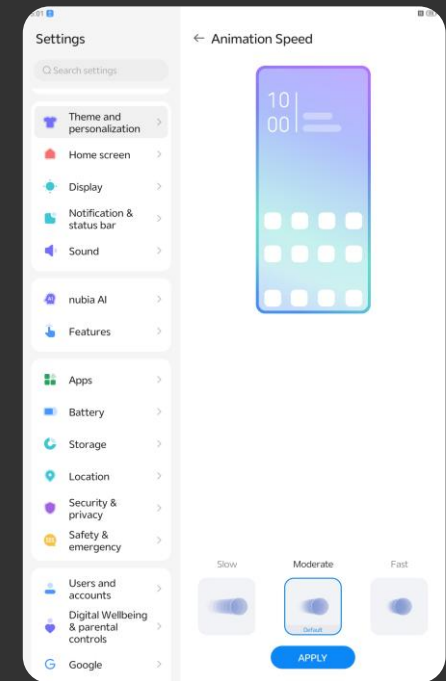 Settings
Search settings
Theme and
personalization
Home screen
Display
Notification &
status bar
Sound
nubia AI
Features
Apps
Battery
Storage
Location
Security &
privacy
Safety &
emergency
Users and
accounts
Digital Wellbeing
& parental
controls
Google
← Animation Speed
10
00
Slow
Moderate
Fast
Default
APPLY